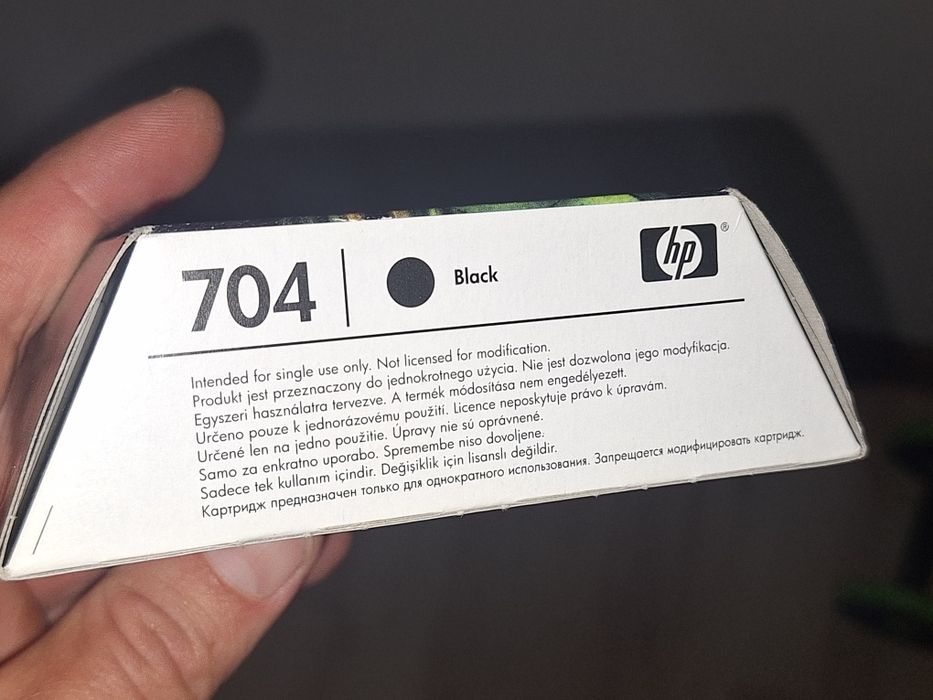 704 Black hp®
Intended for single use only. Not licensed for modification.
Produkt jest przeznaczony do jednokrotnego użycia. Nie jest dozwolona jego modyfikacja.
Egyszeri használatra tervezve. A termék módosítása nem engedélyezett.
Určeno pouze k jednorázovému použití. Licence neposkytuje právo k úpravám.
Určené len na jedno použitie. Úpravy nie sú oprávnené.
Samo za enkratno uporabo. Spremembe niso dovoljene.
Sadece tek kullanım içindir. Değişiklik için lisanslı değildir.
Картридж предназначен только для однократного использования. Запрещается модифицировать картридж.